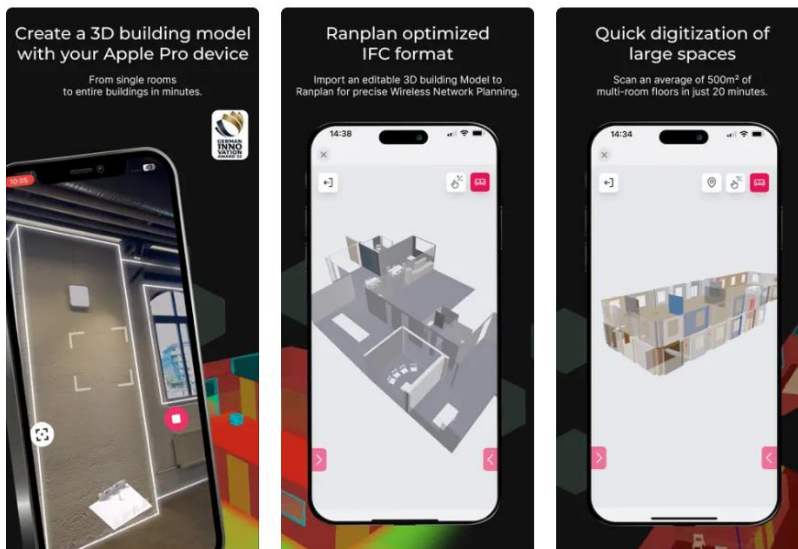 Create a 3D building model
with your Apple Pro device
From single rooms
to entire buildings in minutes.
GERMAN
INNO
VATION
AWARD'23
10:05
Ranplan optimized
IFC format
Import an editable 3D building Model to
Ranplan for precise Wireless Network Planning.
14:38
Quick digitization of
large spaces
Scan an average of 500m² of
multi-room floors in just 20 minutes.
14:34